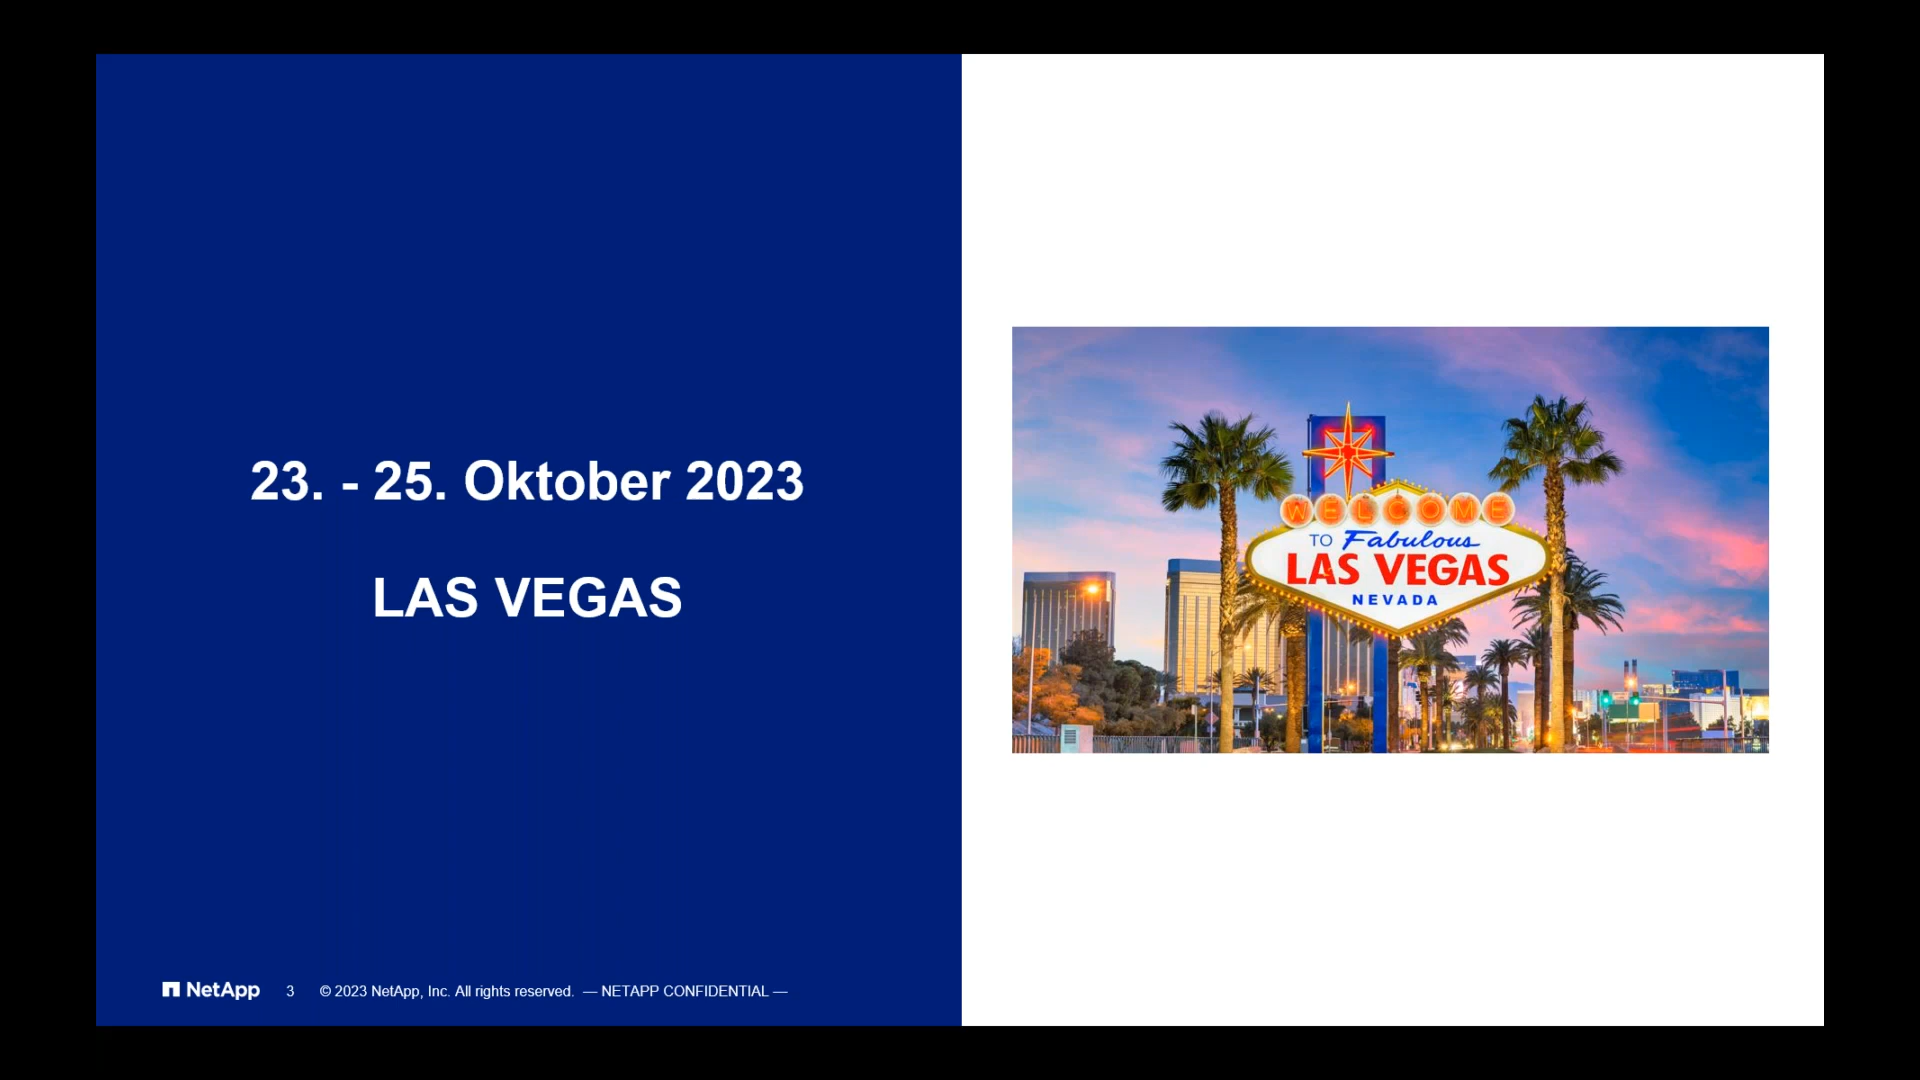 23. - 25. Oktober 2023
LAS VEGAS
WELCOME
TO Fabulous
LAS VEGAS
NEVADA
NetApp 3 © 2023 NetApp, Inc. All rights reserved. — NETAPP CONFIDENTIAL —